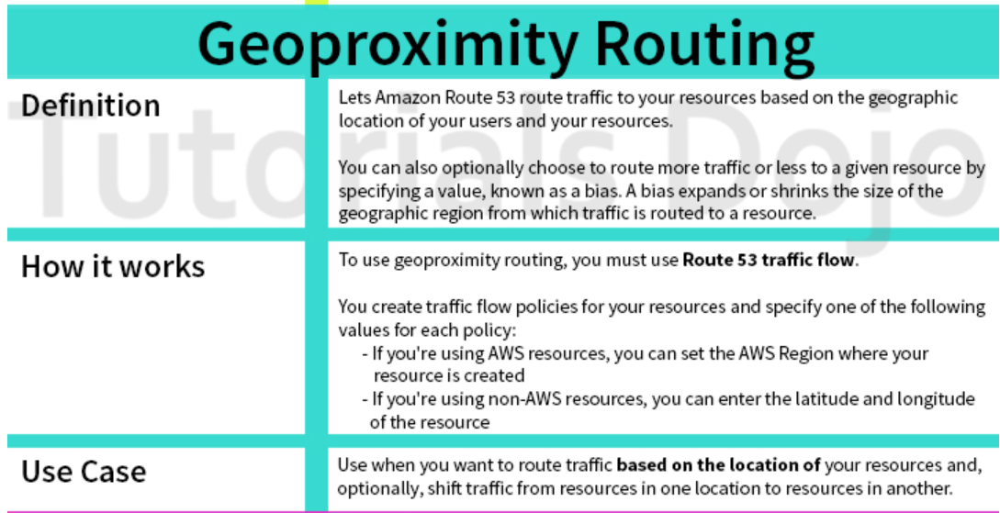 Geoproximity Routing
Definition
Lets Amazon Route 53 route traffic to your resources based on the geographic
location of your users and your resources.
You can also optionally choose to route more traffic or less to a given resource by
specifying a value, known as a bias. A bias expands or shrinks the size of the
geographic region from which traffic is routed to a resource.
Tutorials Dojo
How it works
To use geoproximity routing, you must use Route 53 traffic flow.
You create traffic flow policies for your resources and specify one of the following
values for each policy:
- If you're using AWS resources, you can set the AWS Region where your
resource is created
- If you're using non-AWS resources, you can enter the latitude and longitude
of the resource
Use Case
Use when you want to route traffic based on the location of your resources and,
optionally, shift traffic from resources in one location to resources in another.